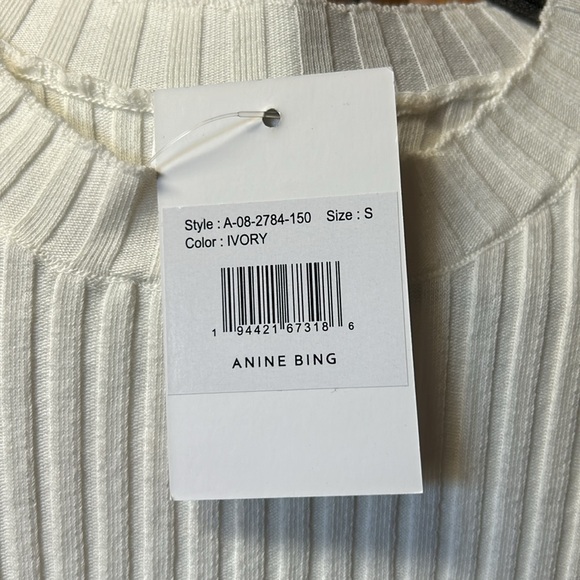 Style : A-08-2784-150 Size : S
Color : IVORY
1 94421 67318 6
ANINE BING